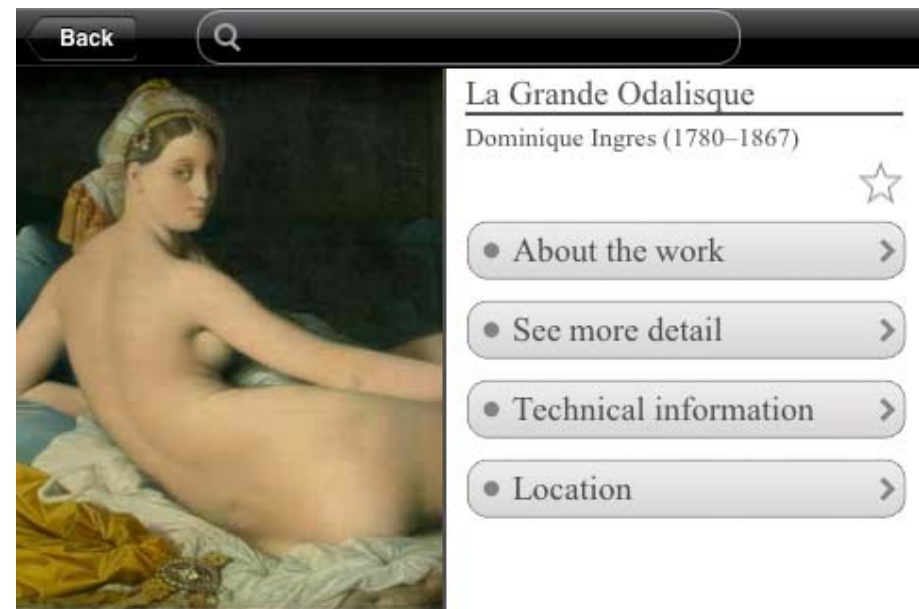 Back
La Grande Odalisque
Dominique Ingres (1780–1867)
About the work
See more detail
Technical information
Location